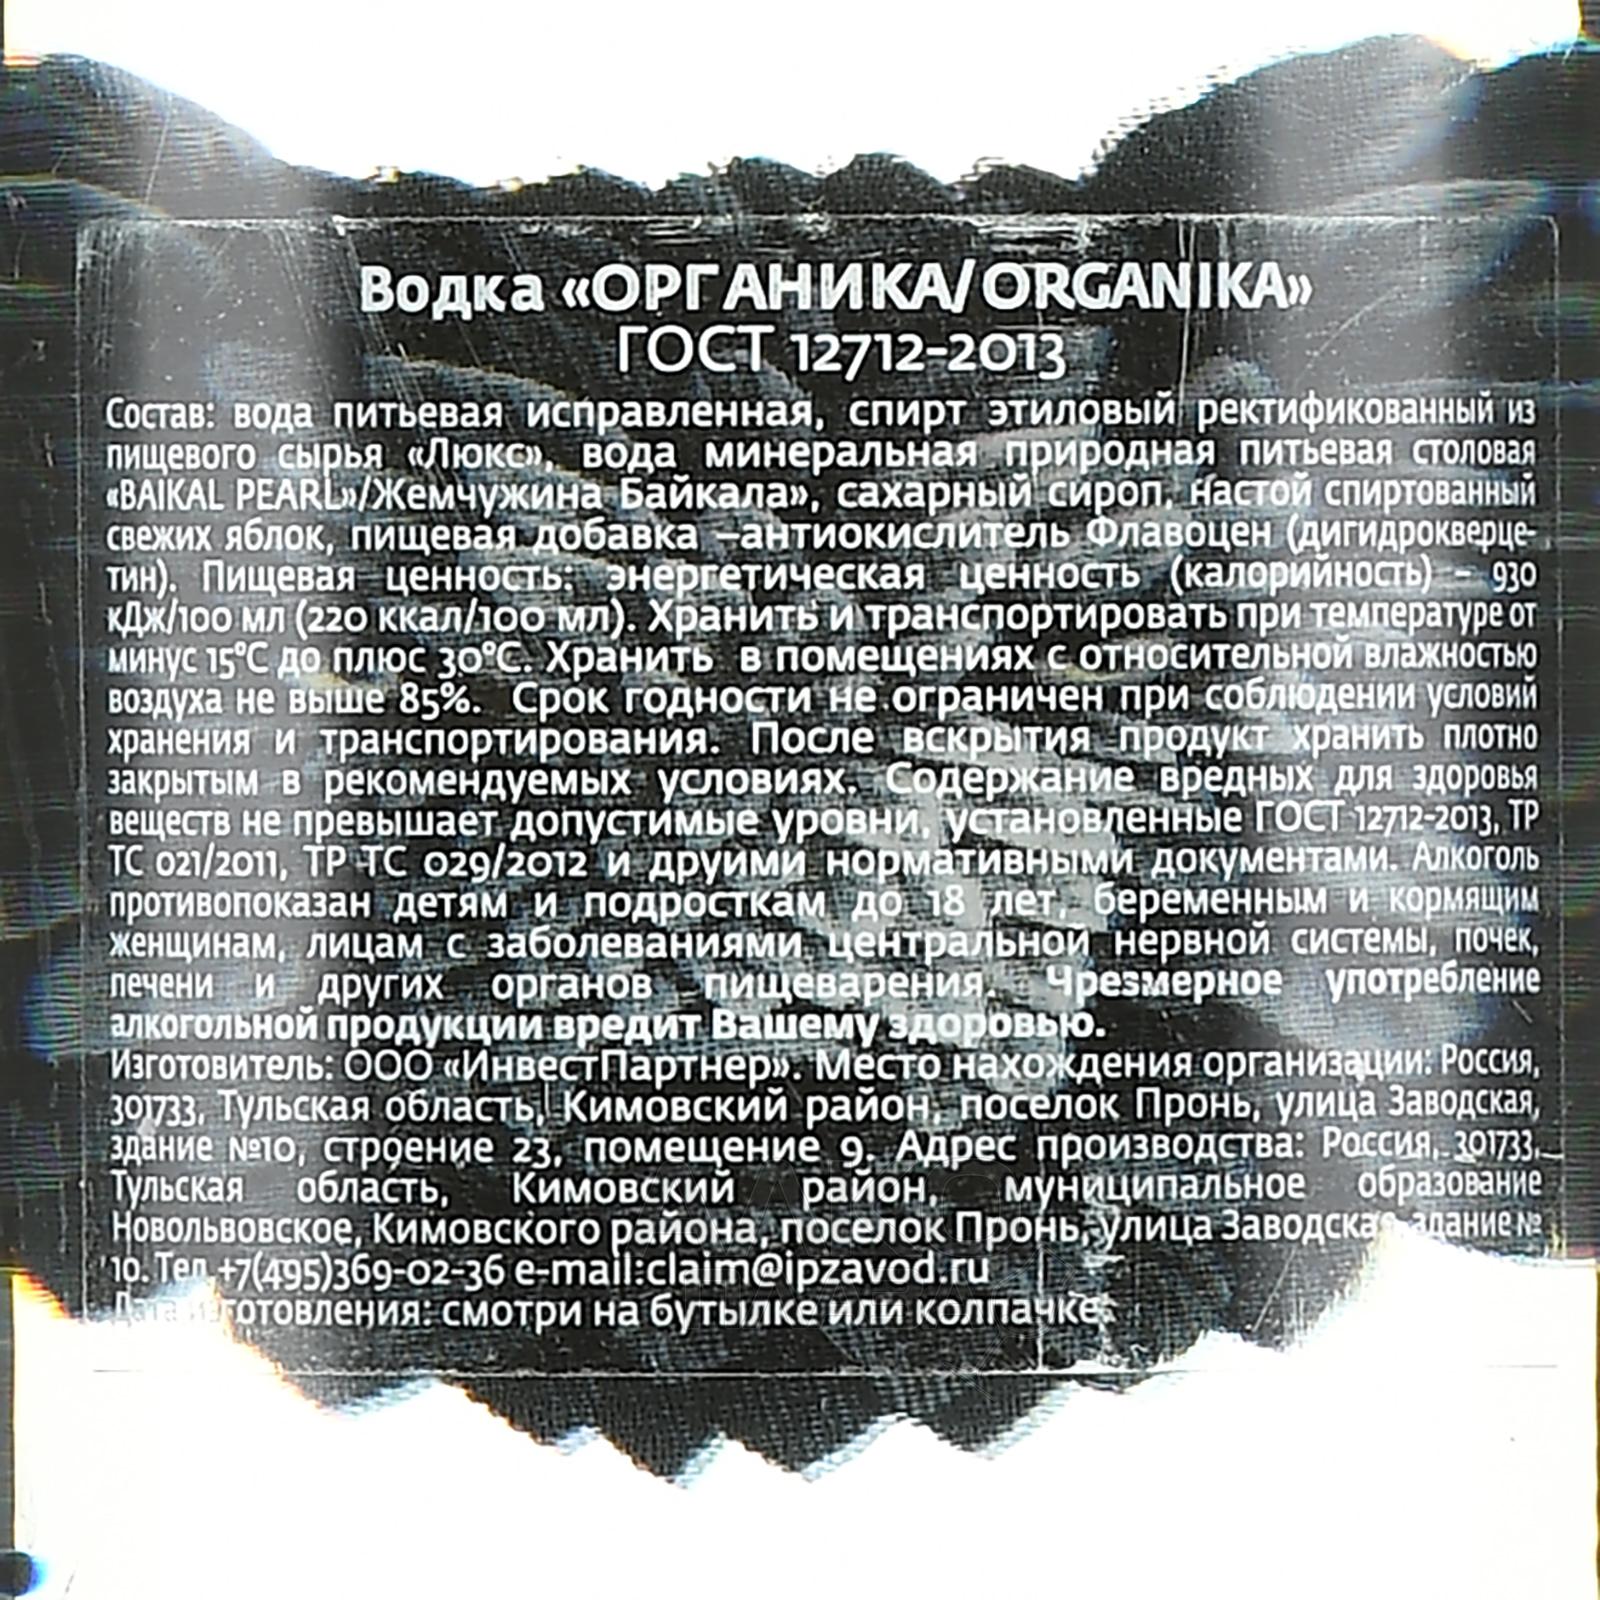 Водка «ОРГАНИКА/ORGANIKA»
ГОСТ 12712-2013
Состав: вода питьевая исправленная, спирт этиловый ректификованный из
пищевого сырья «Люкс», вода минеральная природная питьевая столовая
«BAIKAL PEARL»/Жемчужина Байкала», сахарный сироп, настой спиртованный
свежих яблок, пищевая добавка –антиокислитель Флавоцен (дигидрокверце-
тин). Пищевая ценность: энергетическая ценность (калорийность) – 930
кДж/100 мл (220 ккал/100 мл). Хранить и транспортировать при температуре от
минус 15°С до плюс 30°С. Хранить в помещениях с относительной влажностью
воздуха не выше 85%. Срок годности не ограничен при соблюдении условий
хранения и транспортирования. После вскрытия продукт хранить плотно
закрытым в рекомендуемых условиях. Содержание вредных для здоровья
веществ не превышает допустимые уровни, установленные ГОСТ 12712-2013, ТР
ТС 021/2011, ТР ТС 029/2012 и друими нормативными документами. Алкоголь
противопоказан детям и подросткам до 18 лет, беременным и кормящим
женщинам, лицам с заболеваниями центральной нервной системы, почек,
печени и других органов пищеварения. Чрезмерное употребление
алкогольной продукции вредит Вашему здоровью.
Изготовитель: ООО «ИнвестПартнер». Место нахождения организации: Россия,
301733, Тульская область, Кимовский район, поселок Пронь, улица Заводская,
здание №10, строение 23, помещение 9. Адрес производства: Россия, 301733,
Тульская область, Кимовский район, муниципальное образование
Новольвовское, Кимовского района, поселок Пронь, улица Заводская, здание №
10. Тел +7(495)369-02-36 e-mail:claim@ipzavod.ru
Дата изготовления: смотри на бутылке или колпачке.